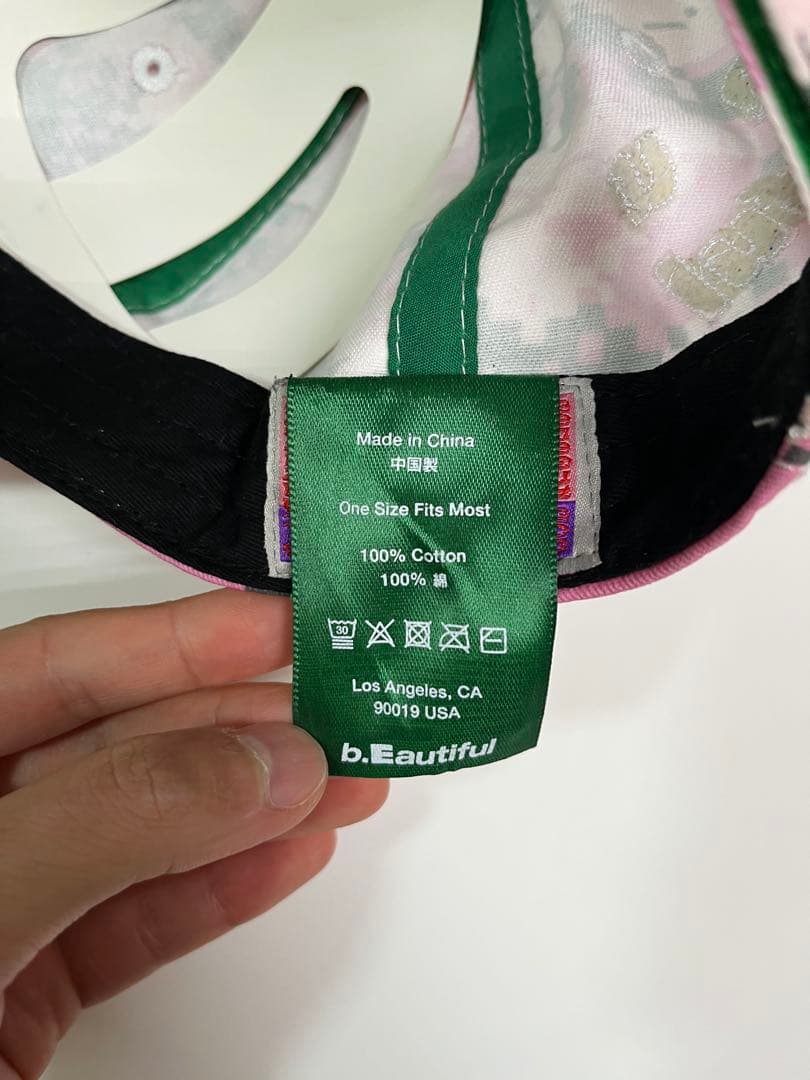 Made in China
中国製
One Size Fits Most
100% Cotton
100% 綿
30
Los Angeles, CA
90019 USA
b.Eautiful